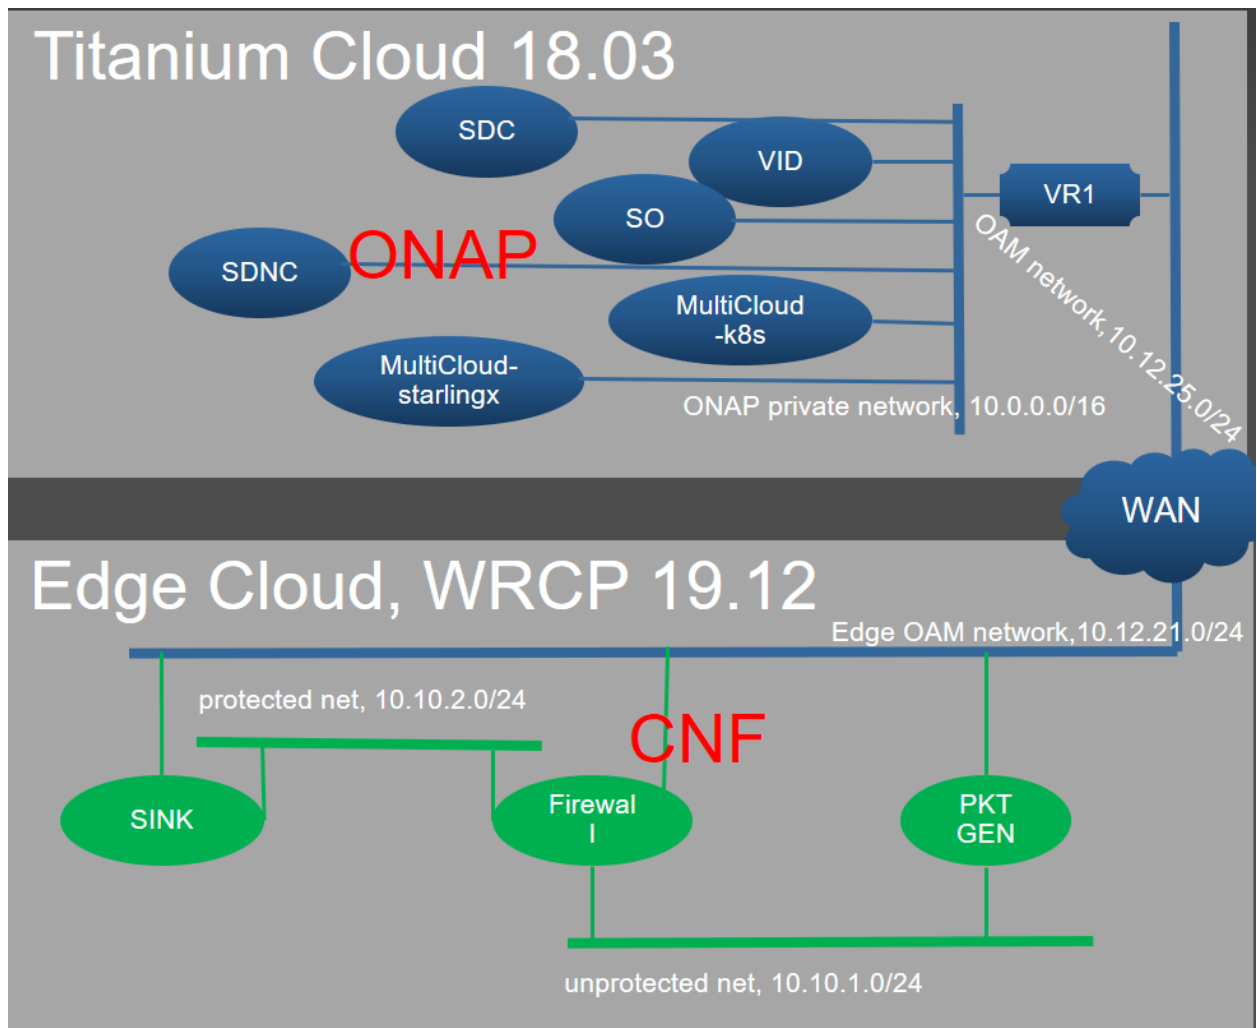 Titanium Cloud 18.03
SDC
VID
VR1
SO
ONAP
SDNC
OAM network,10.12.25.0/24
MultiCloud
-k8s
MultiCloud-
starlingx
ONAP private network, 10.0.0.0/16
WAN
Edge Cloud, WRCP 19.12
Edge OAM network,10.12.21.0/24
protected net, 10.10.2.0/24
CNF
SINK
Firewal
l
PKT
GEN
unprotected net, 10.10.1.0/24